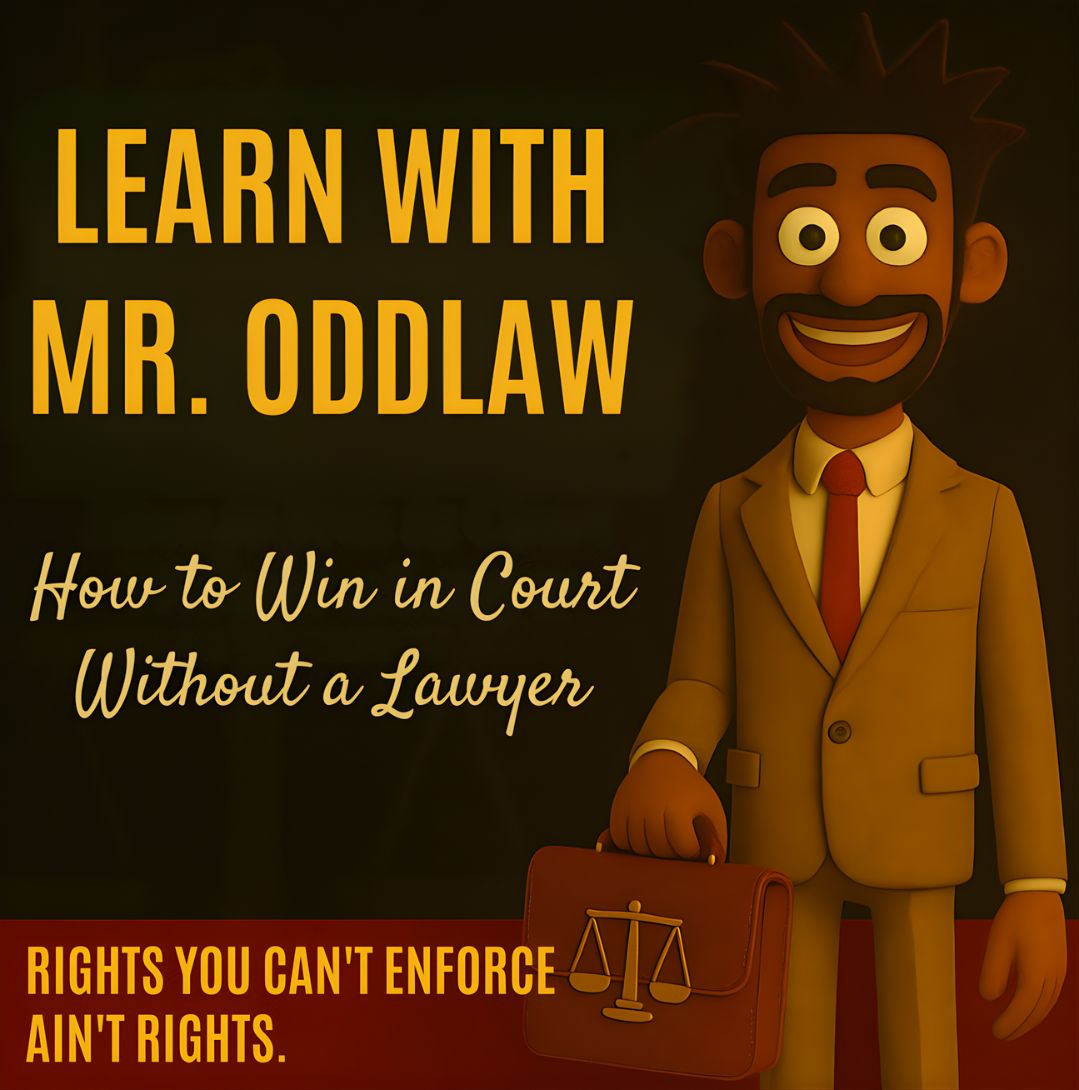 LEARN WITH
MR. ODDLAW
How to Win in Court
Without a Lawyer
RIGHTS YOU CAN'T ENFORCE
AIN'T RIGHTS.